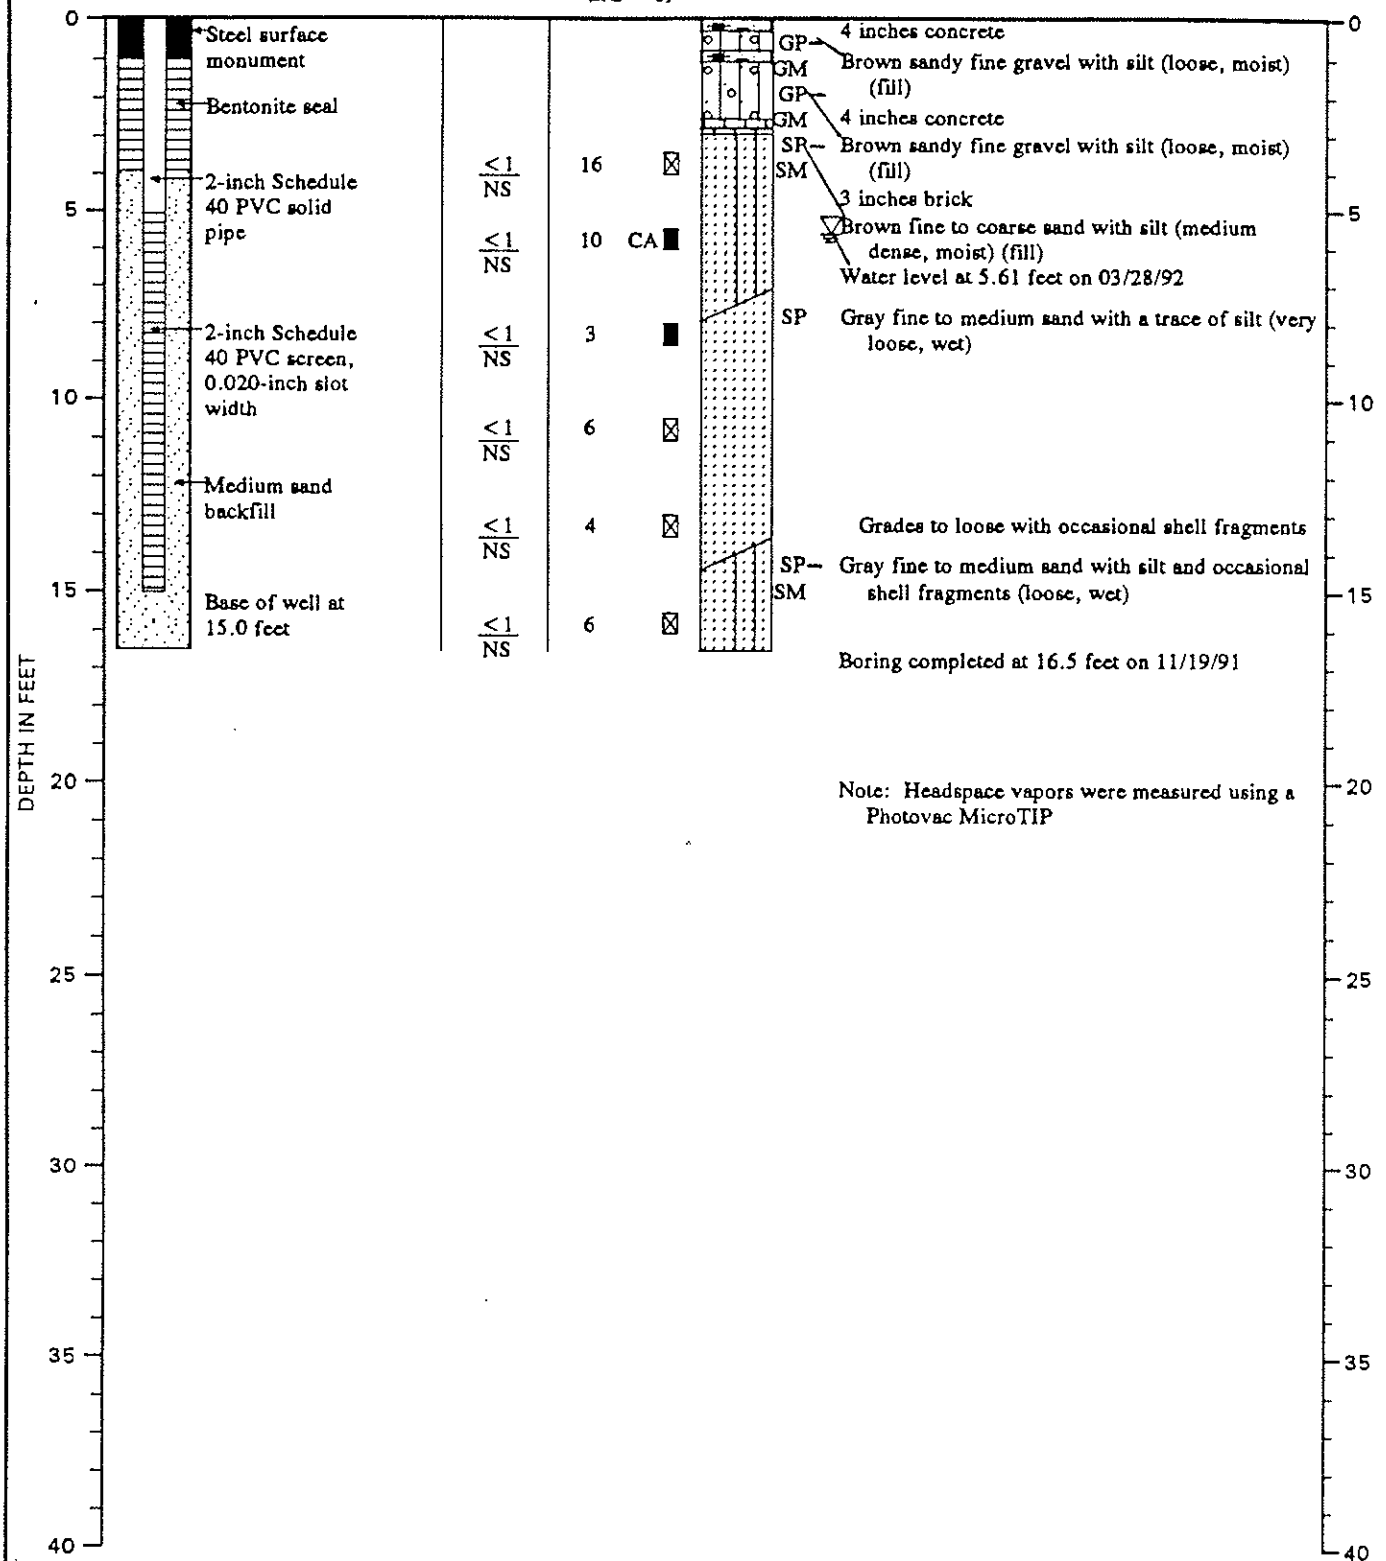 0
5
10
15
20
25
30
35
40
DEPTH IN FEET
Steel surface
monument
Bentonite seal
2-inch Schedule
40 PVC solid
pipe
2-inch Schedule
40 PVC screen,
0.020-inch slot
width
Medium sand
backfill
Base of well at
15.0 feet
<1
NS
16
<1
NS
10 CA
<1
NS
3
<1
NS
6
<1
NS
4
<1
NS
6
GP-
GM
GP-
GM
SP-
SM
SP
SP-
SM
4 inches concrete
Brown sandy fine gravel with silt (loose, moist)
(fill)
4 inches concrete
Brown sandy fine gravel with silt (loose, moist)
(fill)
3 inches brick
Brown fine to coarse sand with silt (medium
dense, moist) (fill)
Water level at 5.61 feet on 03/28/92
Gray fine to medium sand with a trace of silt (very
loose, wet)
Grades to loose with occasional shell fragments
Gray fine to medium sand with silt and occasional
shell fragments (loose, wet)
Boring completed at 16.5 feet on 11/19/91
Note: Headspace vapors were measured using a
Photovac MicroTIP
0
5
10
15
20
25
30
35
40